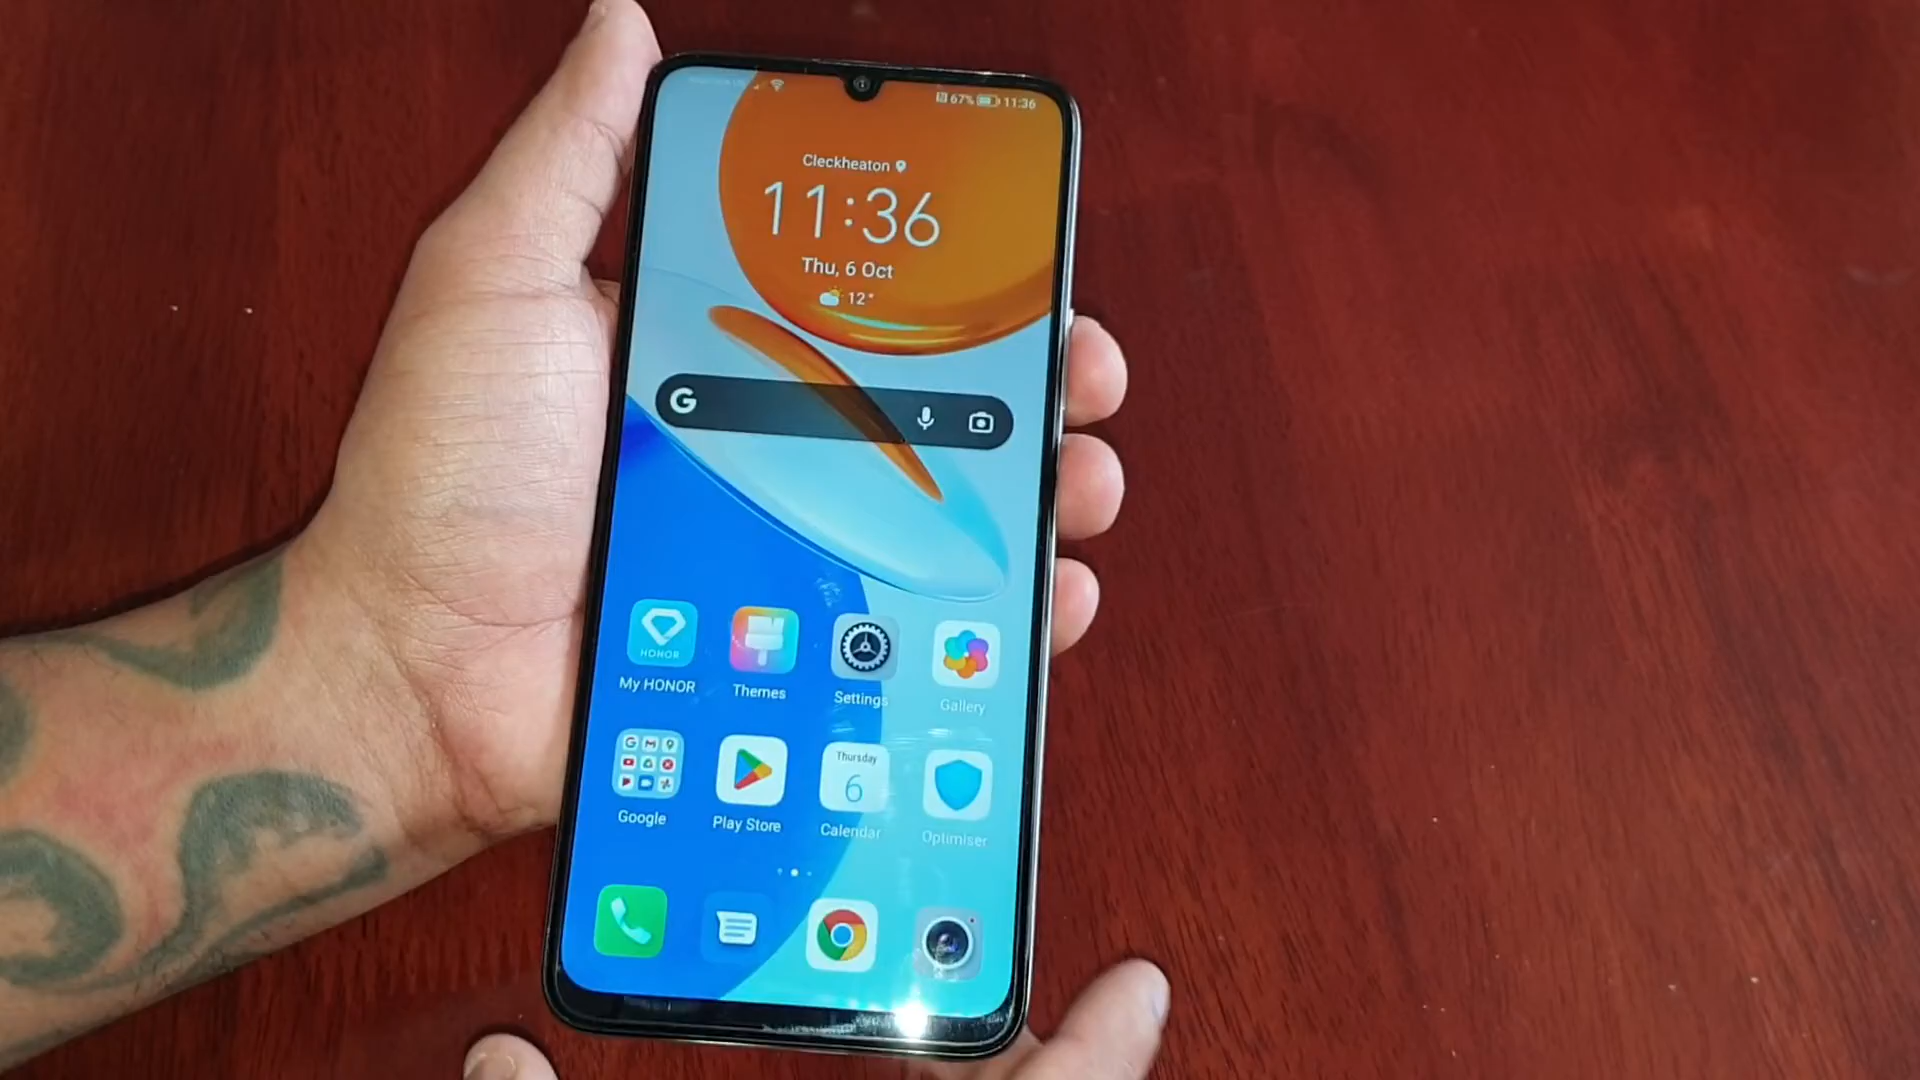 67% 11:36
Cleckheaton
11:36
Thu, 6 Oct
12°
G
HONOR
My HONOR Themes Settings Gallery
Thursday
6
Google Play Store Calendar Optimiser